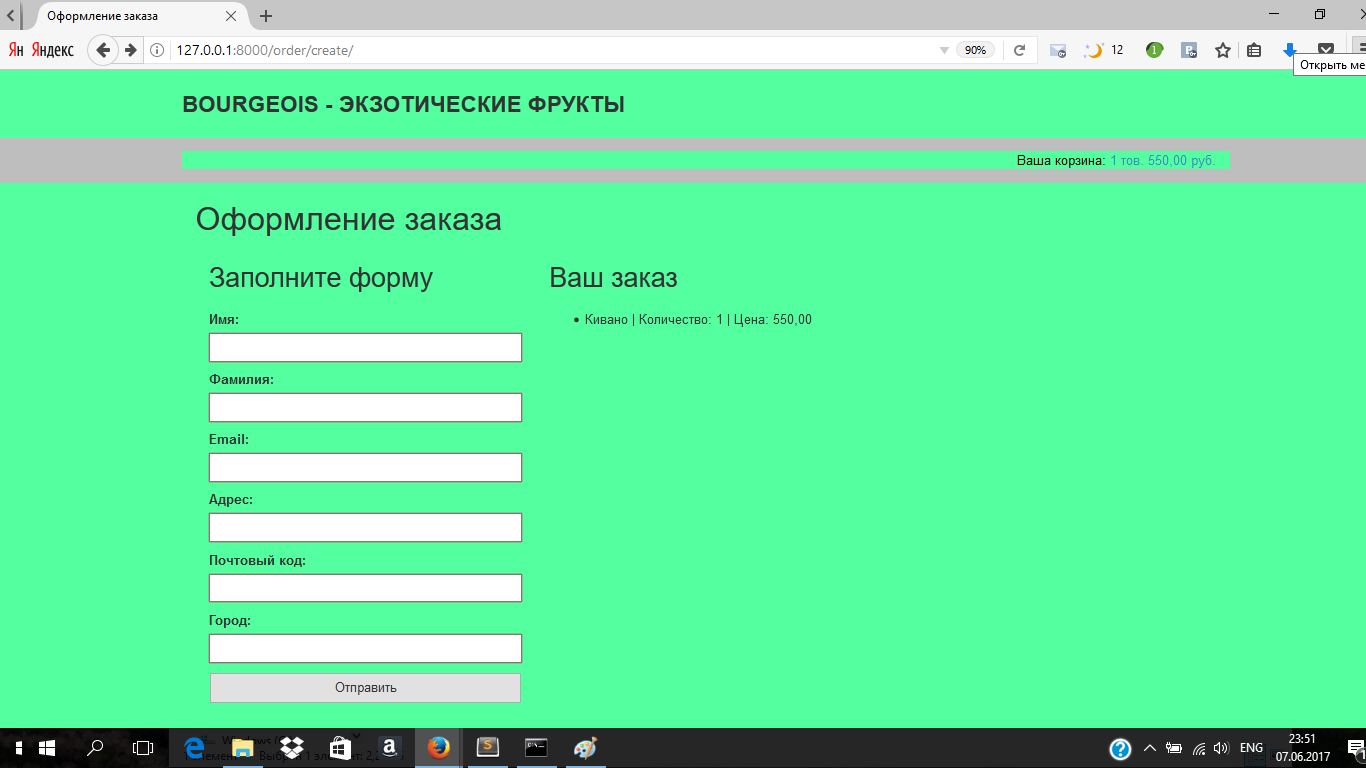 Оформление заказа
Ян Яндекс
127.0.0.1:8000/order/create/
90%
12
1
Открыть ме
BOURGEOIS - ЭКЗОТИЧЕСКИЕ ФРУКТЫ
Ваша корзина: 1 тов. 550,00 руб.
Оформление заказа
Заполните форму
Ваш заказ
Имя:
• Кивано | Количество: 1 | Цена: 550,00
Фамилия:
Email:
Адрес:
Почтовый код:
Город:
Отправить
ENG
23:51
07.06.2017